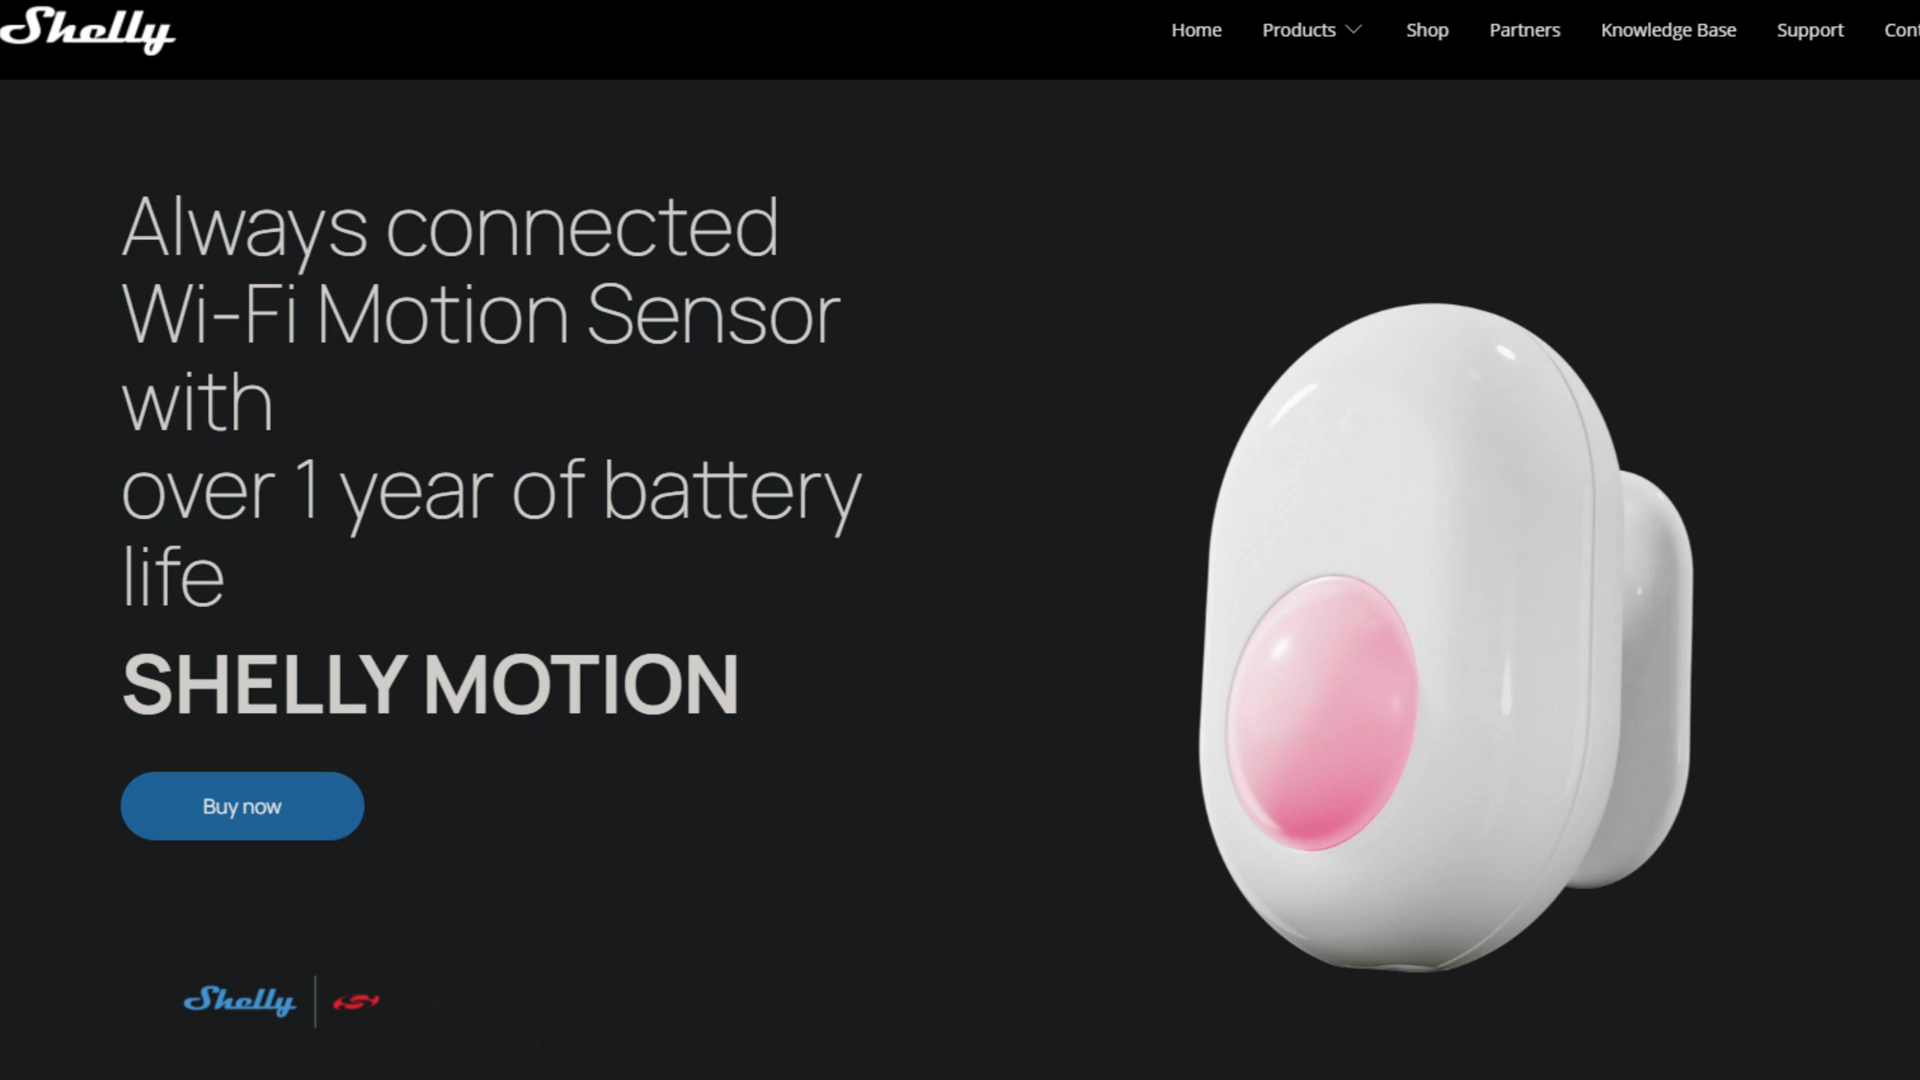 Shelly
Home Products Shop Partners Knowledge Base Support Cont
Always connected
Wi-Fi Motion Sensor
with
over 1 year of battery
life
SHELLY MOTION
Buy now
Shelly